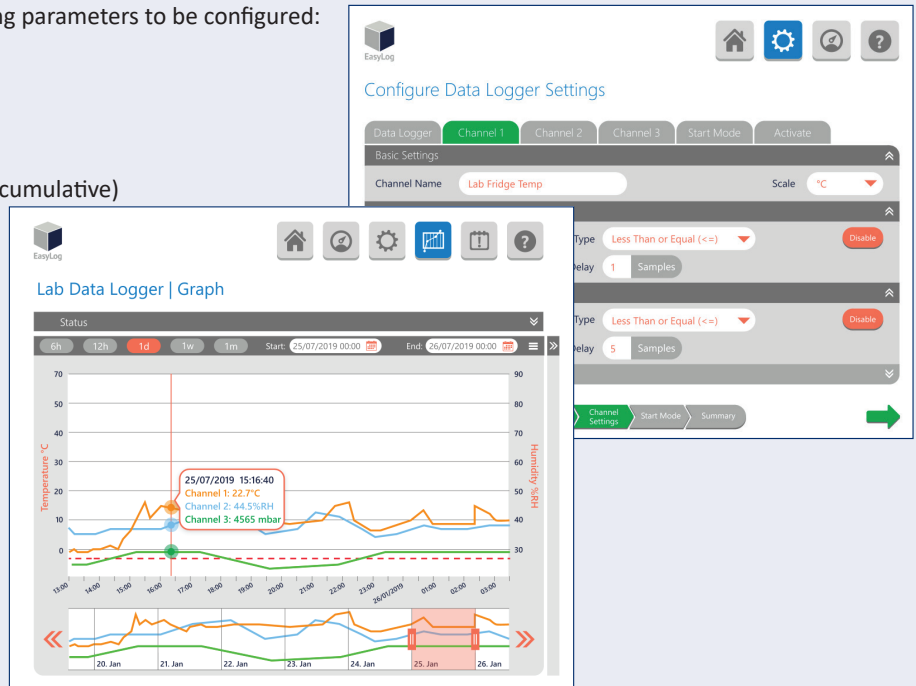 ng parameters to be configured:
cumulative)
EasyLog
Configure Data Logger Settings
Data Logger Channel 1 Channel 2 Channel 3 Start Mode Activate
Basic Settings
Channel Name Lab Fridge Temp Scale °C
Type Less Than or Equal (<=) Disable
elay 1 Samples
Type Less Than or Equal (<=) Disable
elay 5 Samples
Channel Settings Start Mode Summary
EasyLog
Lab Data Logger | Graph
Status
6h 12h 1d 1w 1m Start: 25/07/2019 00:00 End: 26/07/2019 00:00
70 90
50 80
40 70
30 60
20 50
10 40
0 30
Temperature °C
Humidity %RH
25/07/2019 15:16:40
Channel 1: 22.7°C
Channel 2: 44.5%RH
Channel 3: 4565 mbar
13:00 14:00 15:00 16:00 17:00 18:00 19:00 20:00 21:00 22:00 23:00 26/01/2019 01:00 02:00 03:00
20. Jan 21. Jan 22. Jan 23. Jan 24. Jan 25. Jan 26. Jan